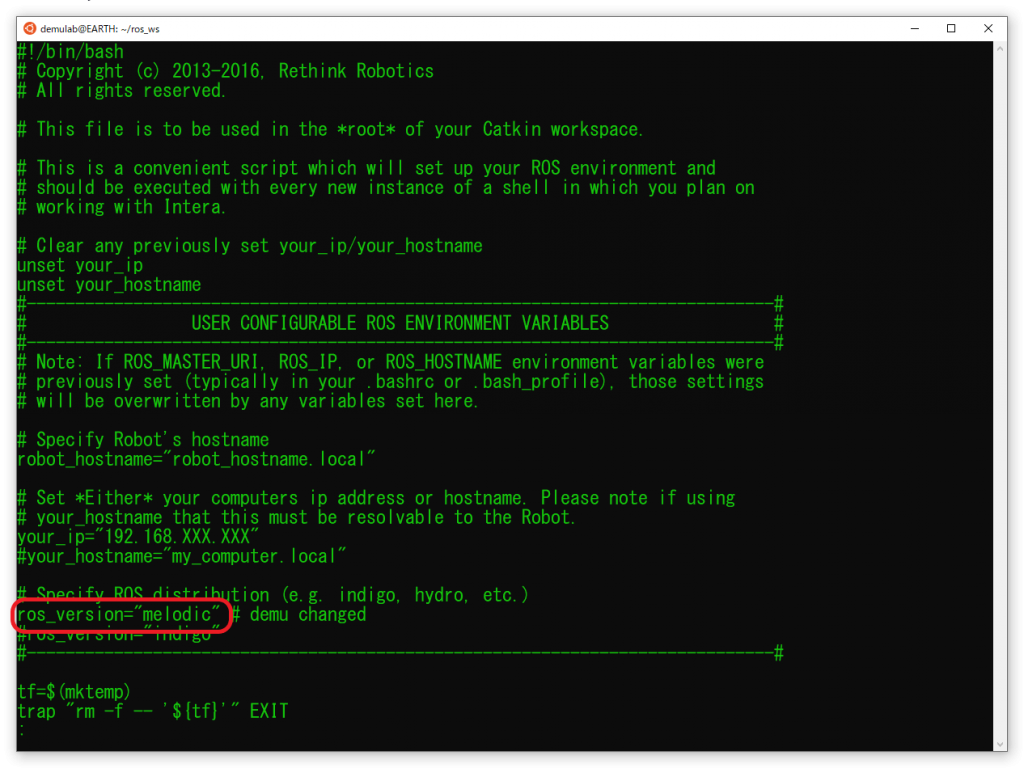 demulab@EARTH: ~/ros_ws
#!/bin/bash
# Copyright (c) 2013-2016, Rethink Robotics
# All rights reserved.
# This file is to be used in the *root* of your Catkin workspace.
# This is a convenient script which will set up your ROS environment and
# should be executed with every new instance of a shell in which you plan on
# working with Intera.
# Clear any previously set your_ip/your_hostname
unset your_ip
unset your_hostname
#-----------------------------------------------------------------------------#
# USER CONFIGURABLE ROS ENVIRONMENT VARIABLES #
#-----------------------------------------------------------------------------#
# Note: If ROS_MASTER_URI, ROS_IP, or ROS_HOSTNAME environment variables were
# previously set (typically in your .bashrc or .bash_profile), those settings
# will be overwritten by any variables set here.
# Specify Robot's hostname
robot_hostname="robot_hostname.local"
# Set *Either* your computers ip address or hostname. Please note if using
# your_hostname that this must be resolvable to the Robot.
your_ip="192.168.XXX.XXX"
#your_hostname="my_computer.local"
# Specify ROS distribution (e.g. indigo, hydro, etc.)
ros_version="melodic" # demu changed
#ros_version="indigo"
#-----------------------------------------------------------------------------#
tf=$(mktemp)
trap "rm -f -- '${tf}'" EXIT
: